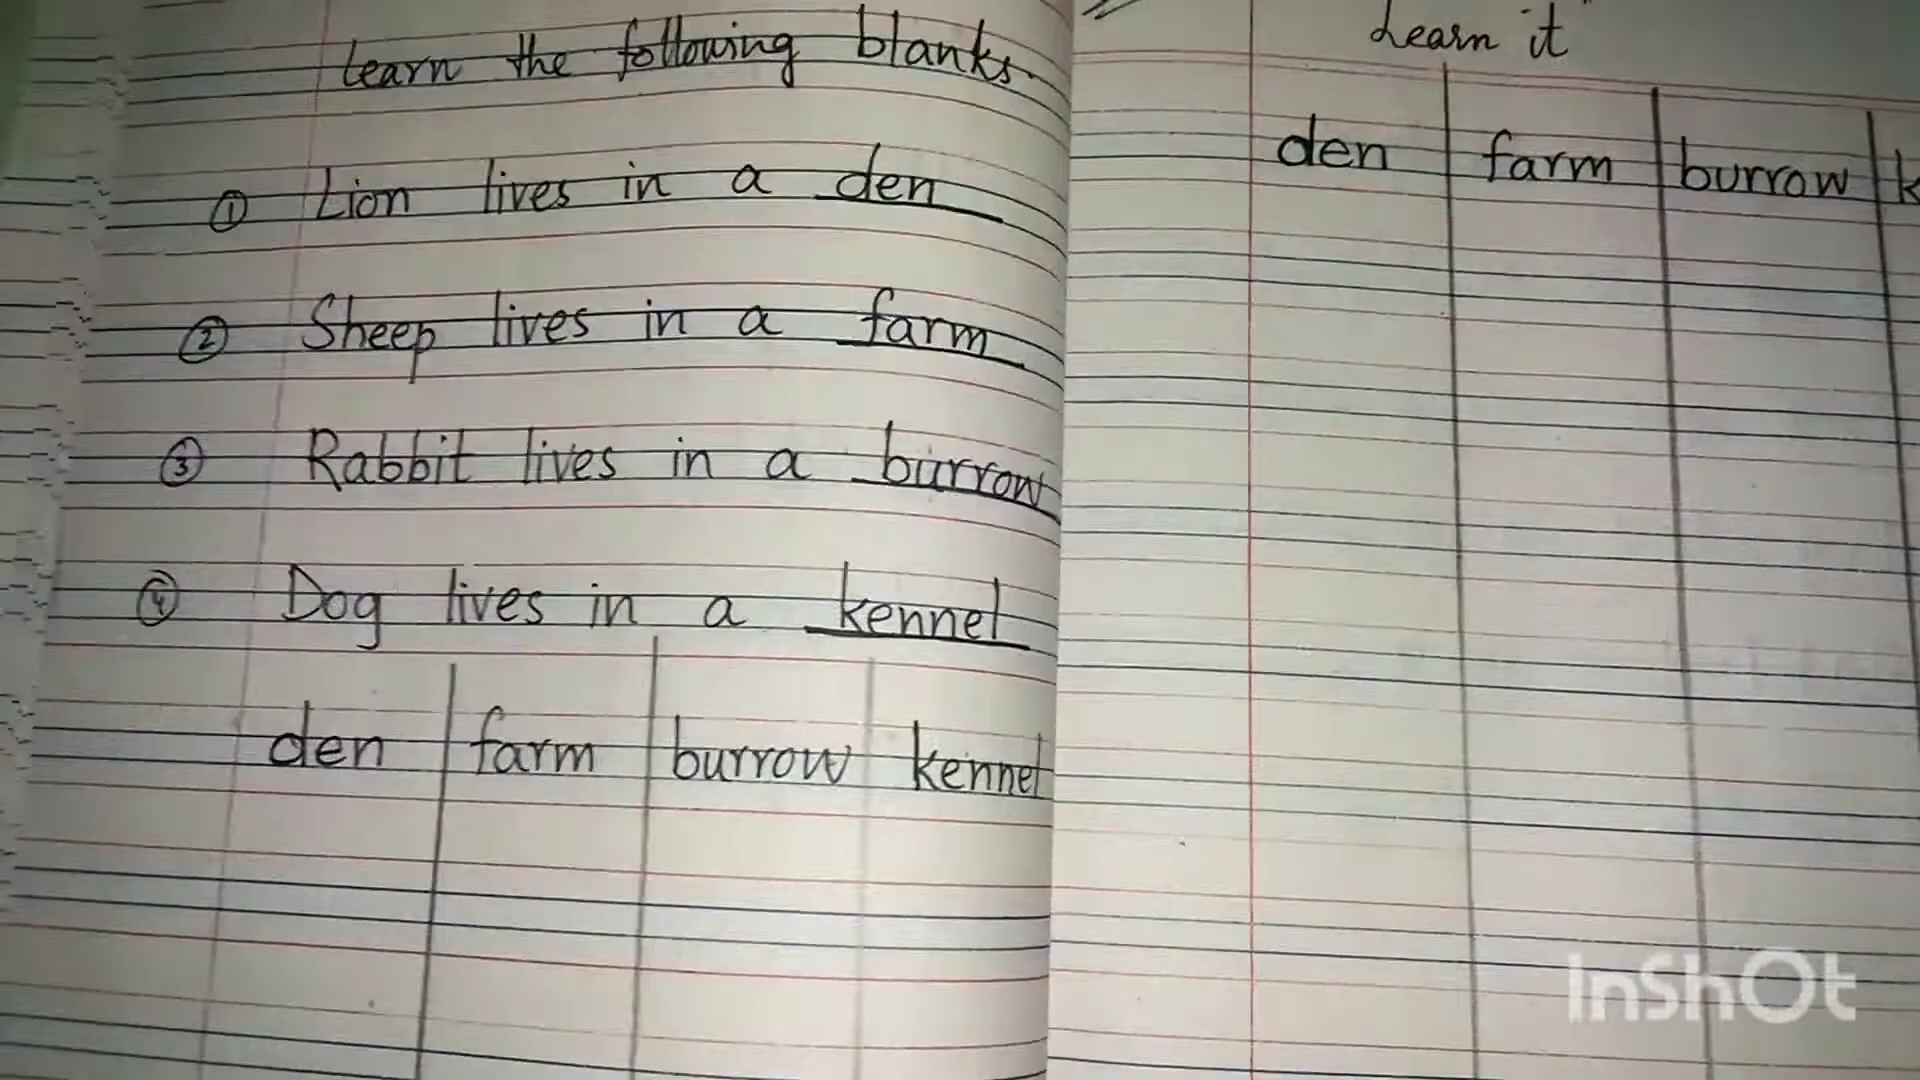 Learn the following blanks.
① Lion lives in a den
② Sheep lives in a farm
③ Rabbit lives in a burrow
④ Dog lives in a kennel
den farm burrow kennel
Learn it
den farm burrow k
InShOt